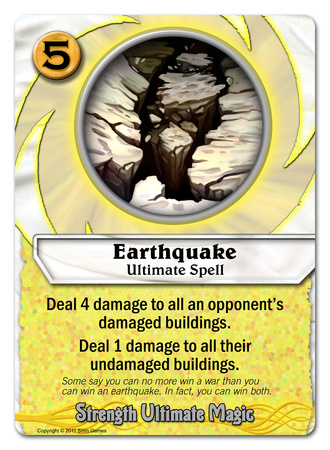 5
Earthquake
Ultimate Spell
Deal 4 damage to all an opponent's
damaged buildings.
Deal 1 damage to all their
undamaged buildings.
Some say you can no more win a war than you
can win an earthquake. In fact, you can win both.
Strength Ultimate Magic
Copyright © 2011 Sirlin Games